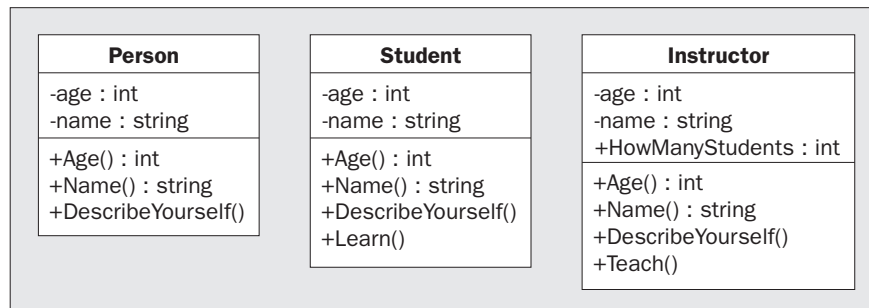 Person
-age : int
-name : string
+Age() : int
+Name() : string
+DescribeYourself()
Student
-age : int
-name : string
+Age() : int
+Name() : string
+DescribeYourself()
+Learn()
Instructor
-age : int
-name : string
+HowManyStudents : int
+Age() : int
+Name() : string
+DescribeYourself()
+Teach()